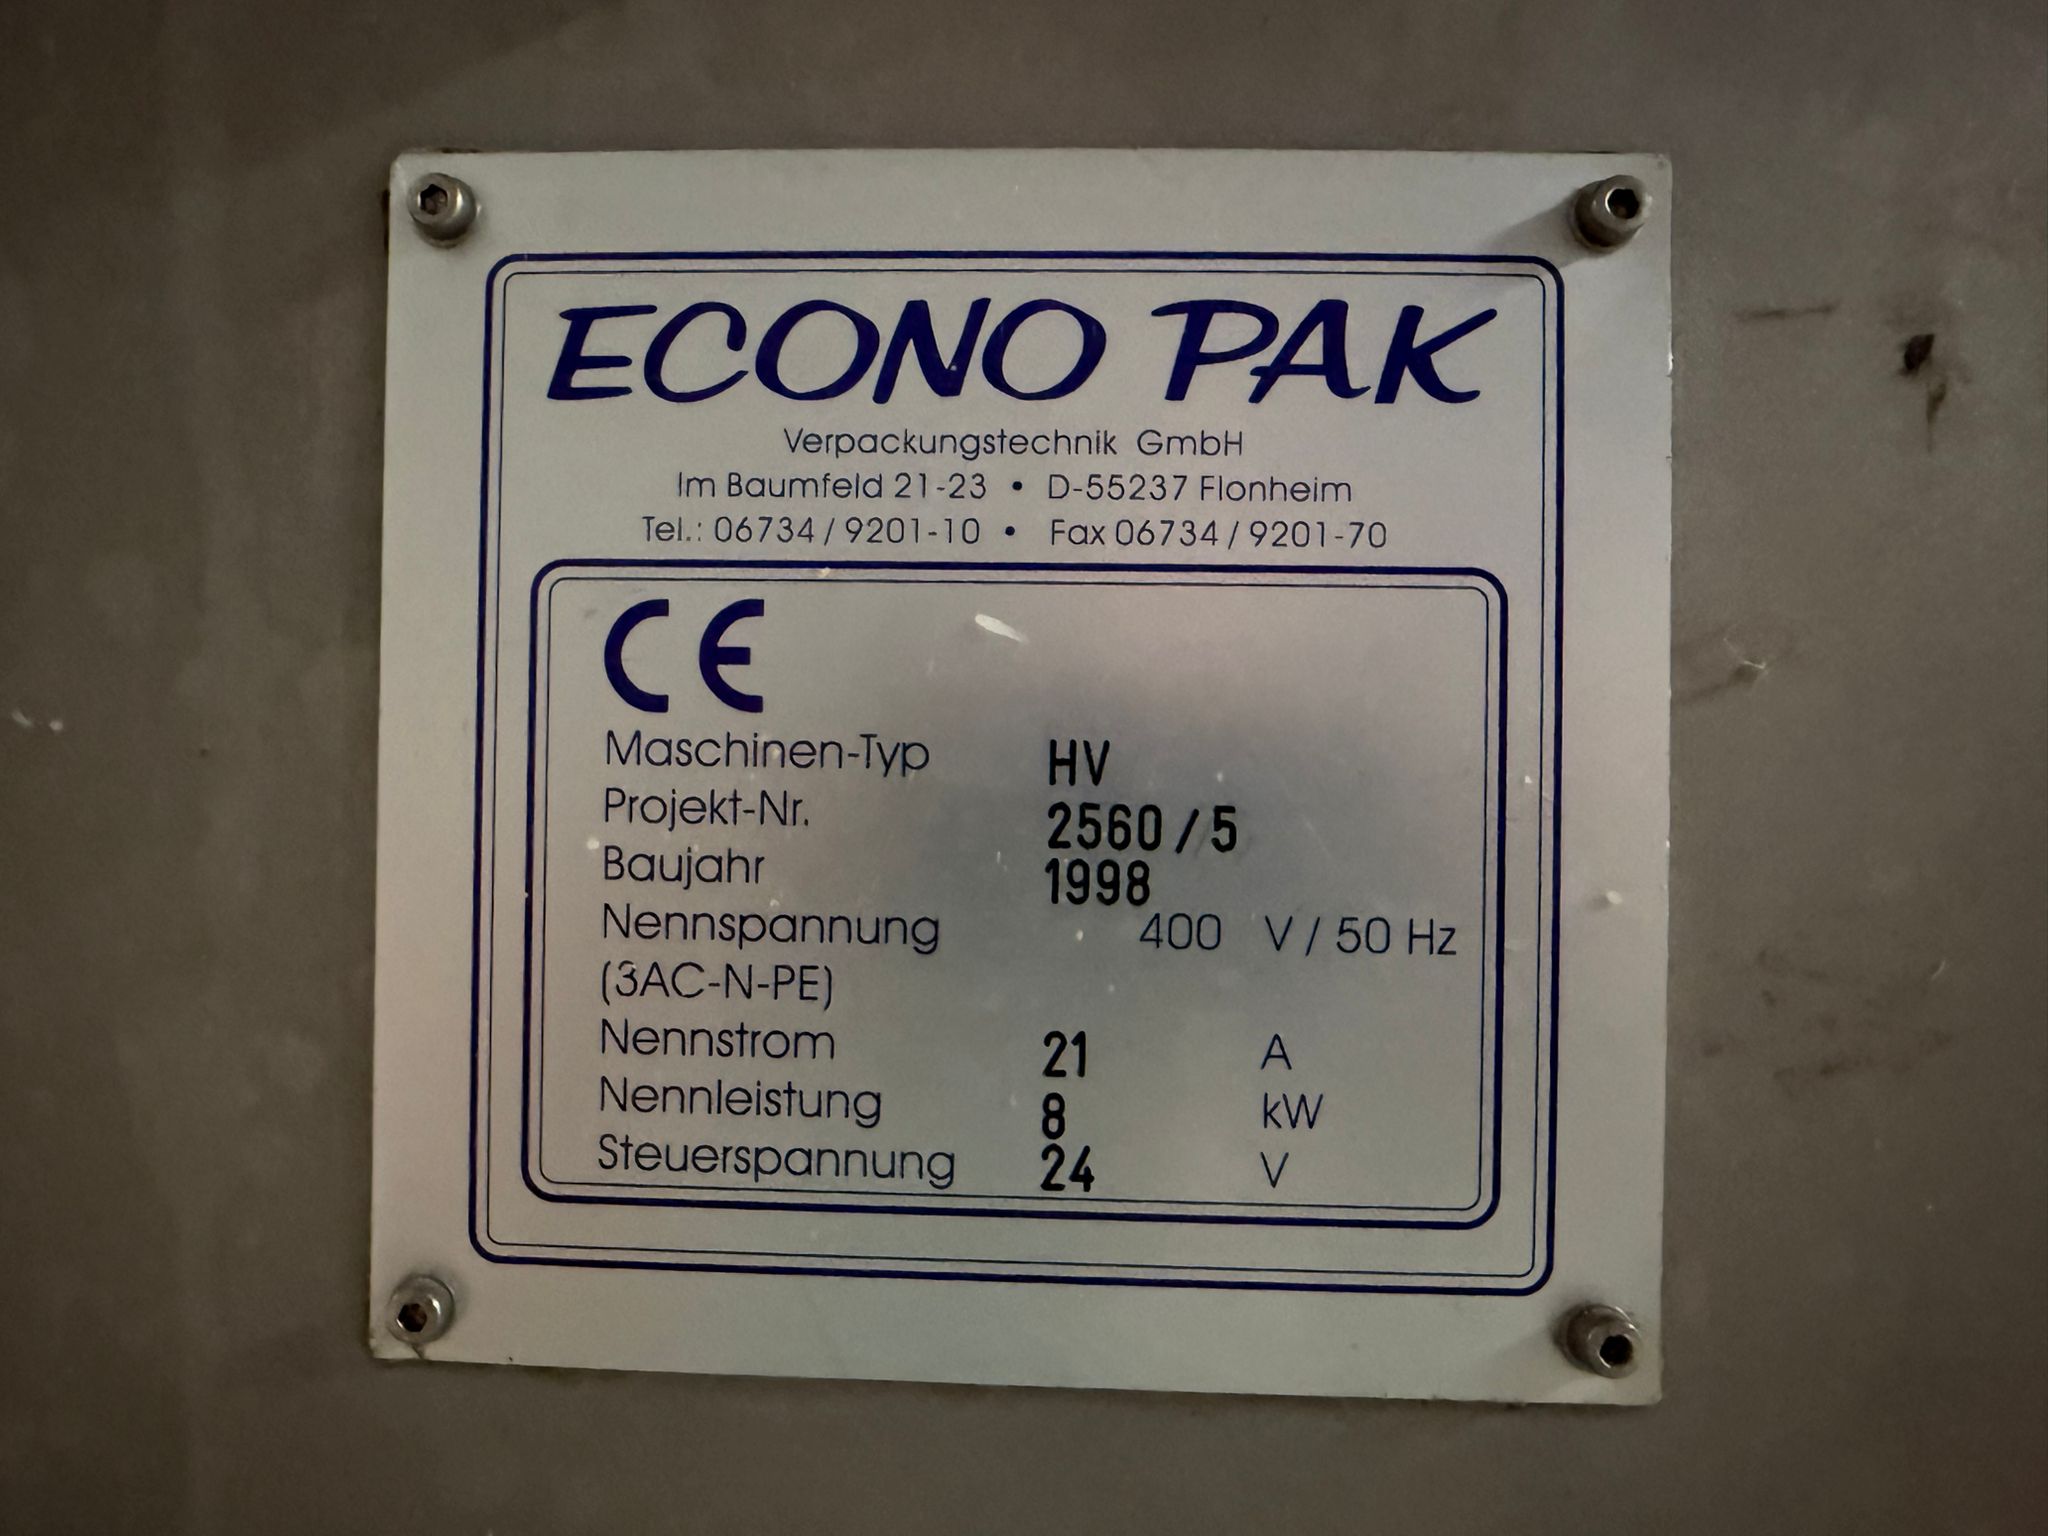 ECONO PAK
Verpackungstechnik GmbH
Im Baumfeld 21-23 • D-55237 Flonheim
Tel.: 06734 / 9201-10 • Fax 06734 / 9201-70
CE
Maschinen-Typ HV
Projekt-Nr. 2560 / 5
Baujahr 1998
Nennspannung 400 V / 50 Hz
(3AC-N-PE)
Nennstrom 21 A
Nennleistung 8 kW
Steuerspannung 24 V